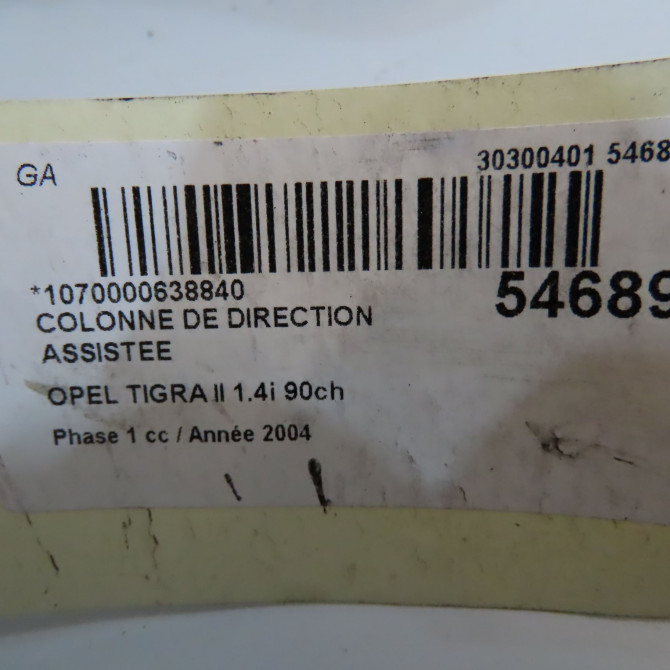 GA
30300401 5468
*1070000638840
54689
COLONNE DE DIRECTION
ASSISTEE
OPEL TIGRA II 1.4i 90ch
Phase 1 cc / Année 2004